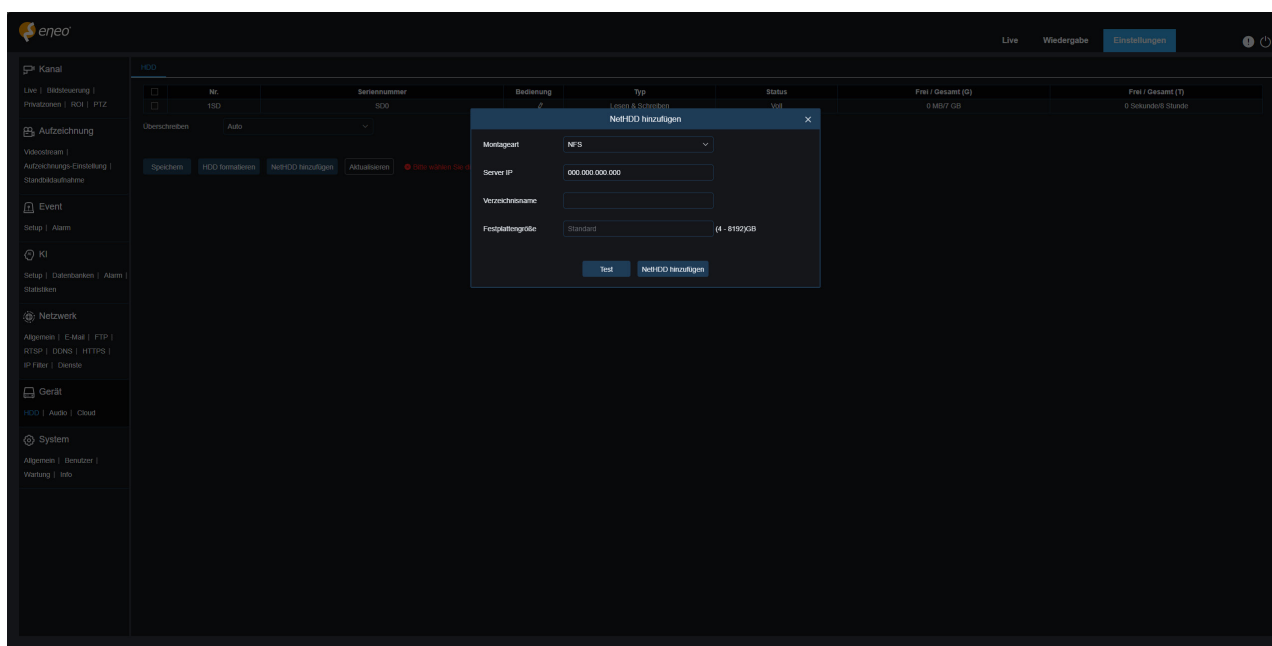 eneo
Live Wiedergabe Einstellungen
Kanal
Live | Bildsteuerung |
Privatzonen | ROI | PTZ
Aufzeichnung
Videostream |
Aufzeichnungs-Einstellung |
Standbildaufnahme
Event
Setup | Alarm
KI
Setup | Datenbanken | Alarm |
Statistiken
Netzwerk
Allgemein | E-Mail | FTP |
RTSP | DDNS | HTTPS |
IP Filter | Dienste
Gerät
HDD | Audio | Cloud
System
Allgemein | Benutzer |
Wartung | Info
HDD
Nr. Seriennummer Bedienung Typ Status Frei / Gesamt (G) Frei / Gesamt (T)
1SD SD0 Lesen & Schreiben Voll 0 MB/7 GB 0 Sekunde/8 Stunde
Überschreiben Auto
Speichern HDD formatieren NetHDD hinzufügen Aktualisieren Bitte wählen Sie
NetHDD hinzufügen
Montageart NFS
Server IP 000.000.000.000
Verzeichnisname
Festplattengröße Standard (4 - 8192)GB
Test NetHDD hinzufügen